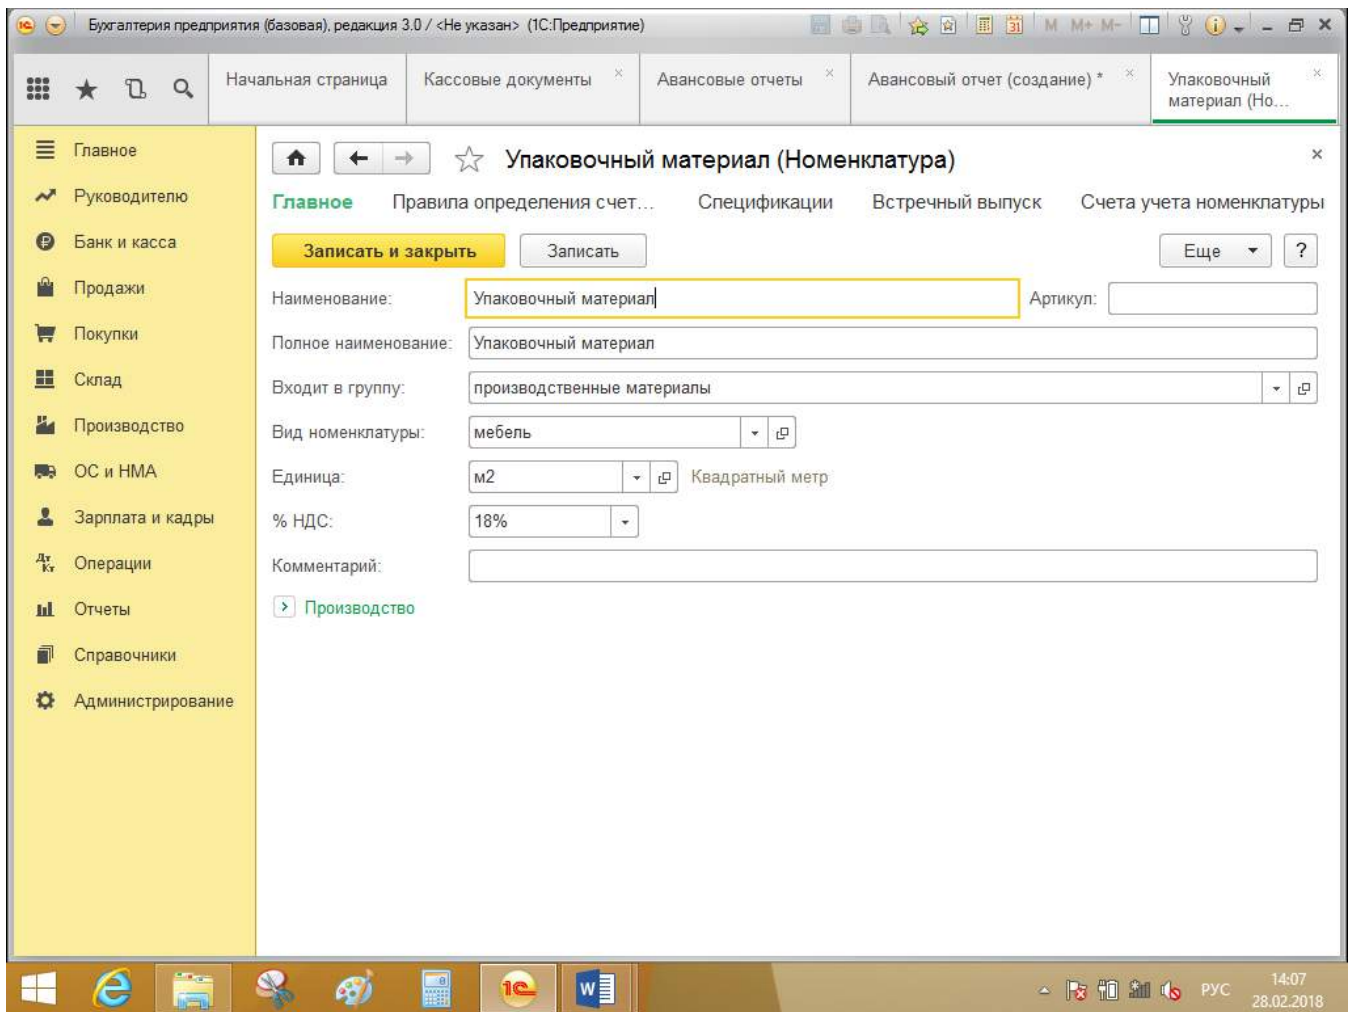 Бухгалтерия предприятия (базовая), редакция 3.0 / <Не указан> (1С:Предприятие)
M M+ M-
Начальная страница
Кассовые документы
Авансовые отчеты
Авансовый отчет (создание) *
Упаковочный
материал (Но...
Главное
Руководителю
Банк и касса
Продажи
Покупки
Склад
Производство
ОС и НМА
Зарплата и кадры
Операции
Отчеты
Справочники
Администрирование
Упаковочный материал (Номенклатура)
Главное Правила определения счет... Спецификации Встречный выпуск Счета учета номенклатуры
Записать и закрыть Записать Еще ?
Наименование: Упаковочный материал Артикул:
Полное наименование: Упаковочный материал
Входит в группу: производственные материалы
Вид номенклатуры: мебель
Единица: м2 Квадратный метр
% НДС: 18%
Комментарий:
Производство
РУС
14:07
28.02.2018